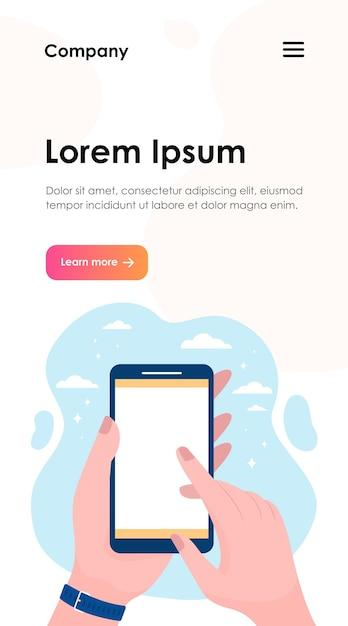 Company
Lorem Ipsum
Dolor sit amet, consectetur adipiscing elit, eiusmod
tempor incididunt ut labore et dolor magna enim.
Learn more